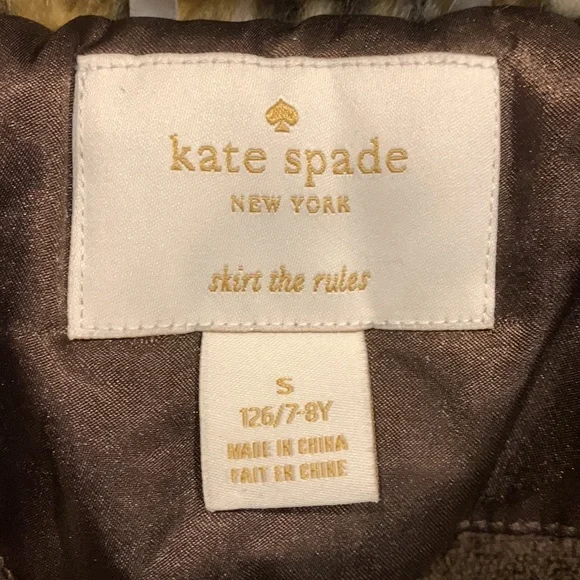 kate spade
NEW YORK
skirt the rules
S
126/7-8Y
MADE IN CHINA
FAIT EN CHINE